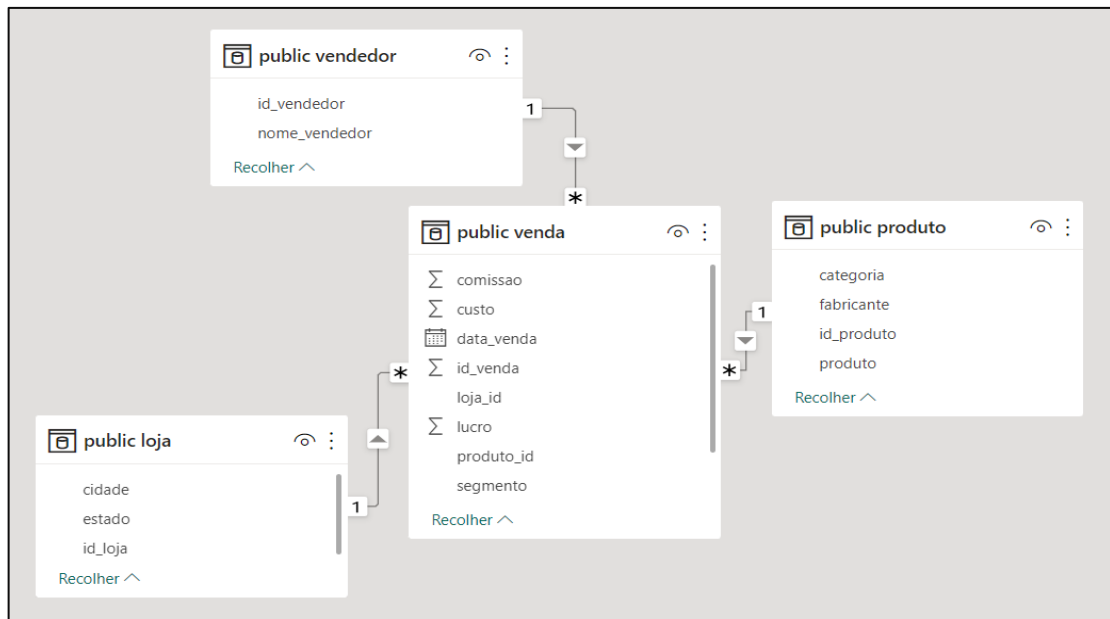 public vendedor
id_vendedor
nome_vendedor
Recolher
1
*
public venda
comissao
custo
data_venda
id_venda
loja_id
lucro
produto_id
segmento
Recolher
public produto
categoria
fabricante
id_produto
produto
Recolher
1
*
*
public loja
cidade
estado
id_loja
Recolher
1